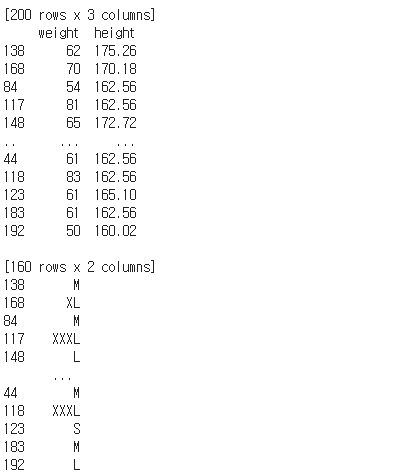 [200 rows x 3 columns]
weight height
138 62 175.26
168 70 170.18
84 54 162.56
117 81 162.56
148 65 172.72
.. ... ...
44 61 162.56
118 83 162.56
123 61 165.10
183 61 162.56
192 50 160.02
[160 rows x 2 columns]
138 M
168 XL
84 M
117 XXXL
148 L
...
44 M
118 XXXL
123 S
183 M
192 L